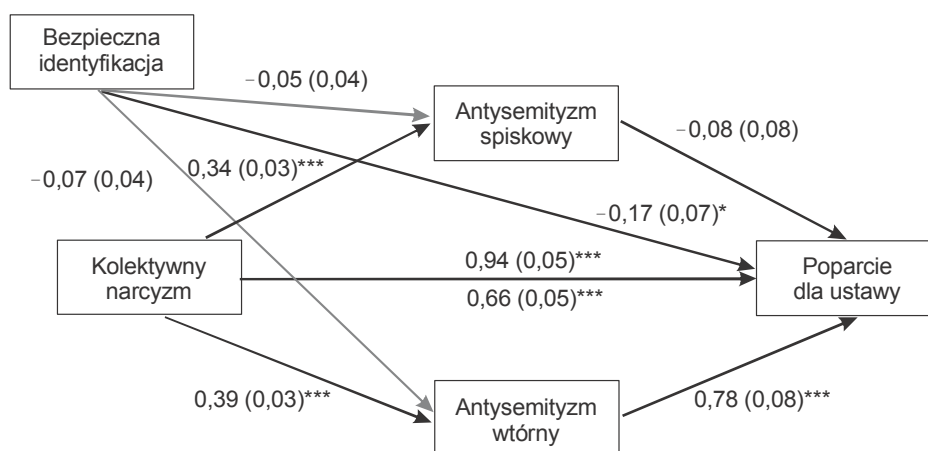 Bezpieczna
identyfikacja
-0,05 (0,04)
Antysemityzm
spiskowy
-0,08 (0,08)
-0,07 (0,04)
0,34 (0,03)***
-0,17 (0,07)*
Kolektywny
narcyzm
0,94 (0,05)***
0,66 (0,05)***
Poparcie
dla ustawy
0,39 (0,03)***
Antysemityzm
wtórny
0,78 (0,08)***